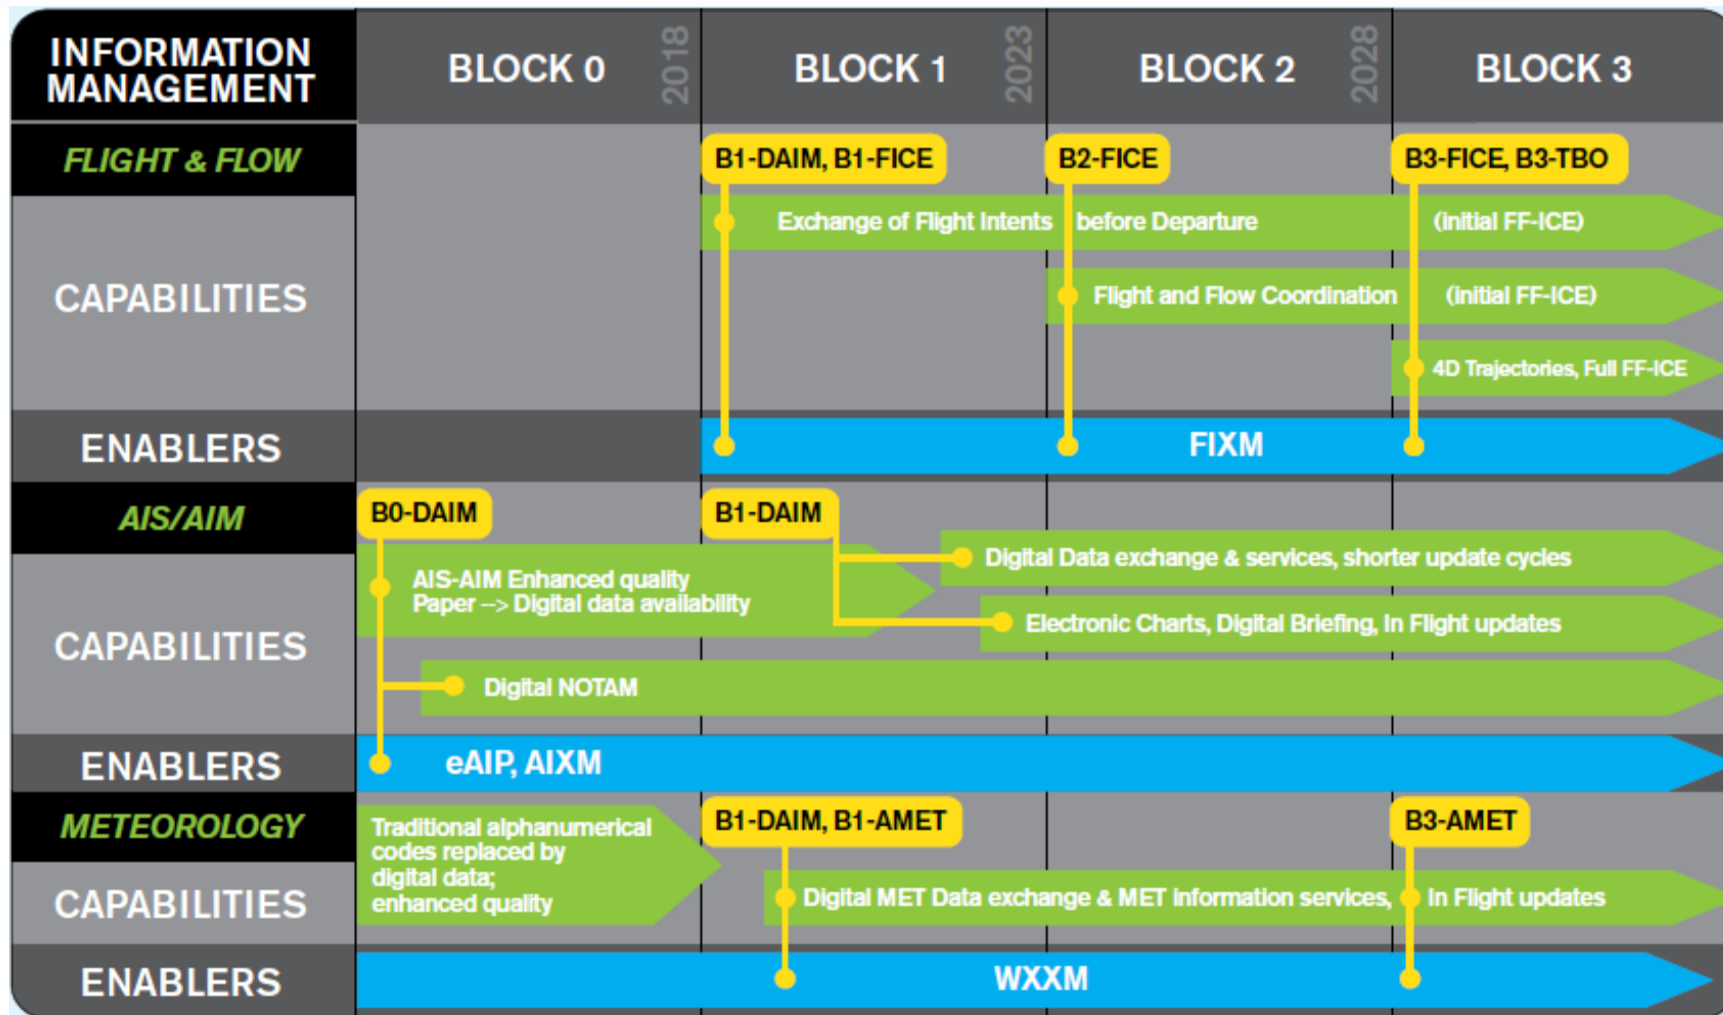 INFORMATION
MANAGEMENT
BLOCK 0
2018
BLOCK 1
2023
BLOCK 2
2028
BLOCK 3
FLIGHT & FLOW
B1-DAIM, B1-FICE
B2-FICE
B3-FICE, B3-TBO
CAPABILITIES
Exchange of Flight Intents before Departure (initial FF-ICE)
Flight and Flow Coordination (initial FF-ICE)
4D Trajectories, Full FF-ICE
ENABLERS
FIXM
AIS/AIM
B0-DAIM
B1-DAIM
CAPABILITIES
AIS-AIM Enhanced quality
Paper --> Digital data availability
Digital Data exchange & services, shorter update cycles
Electronic Charts, Digital Briefing, In Flight updates
Digital NOTAM
ENABLERS
eAIP, AIXM
METEOROLOGY
B1-DAIM, B1-AMET
B3-AMET
CAPABILITIES
Traditional alphanumerical
codes replaced by
digital data;
enhanced quality
Digital MET Data exchange & MET information services, In Flight updates
ENABLERS
WXXM